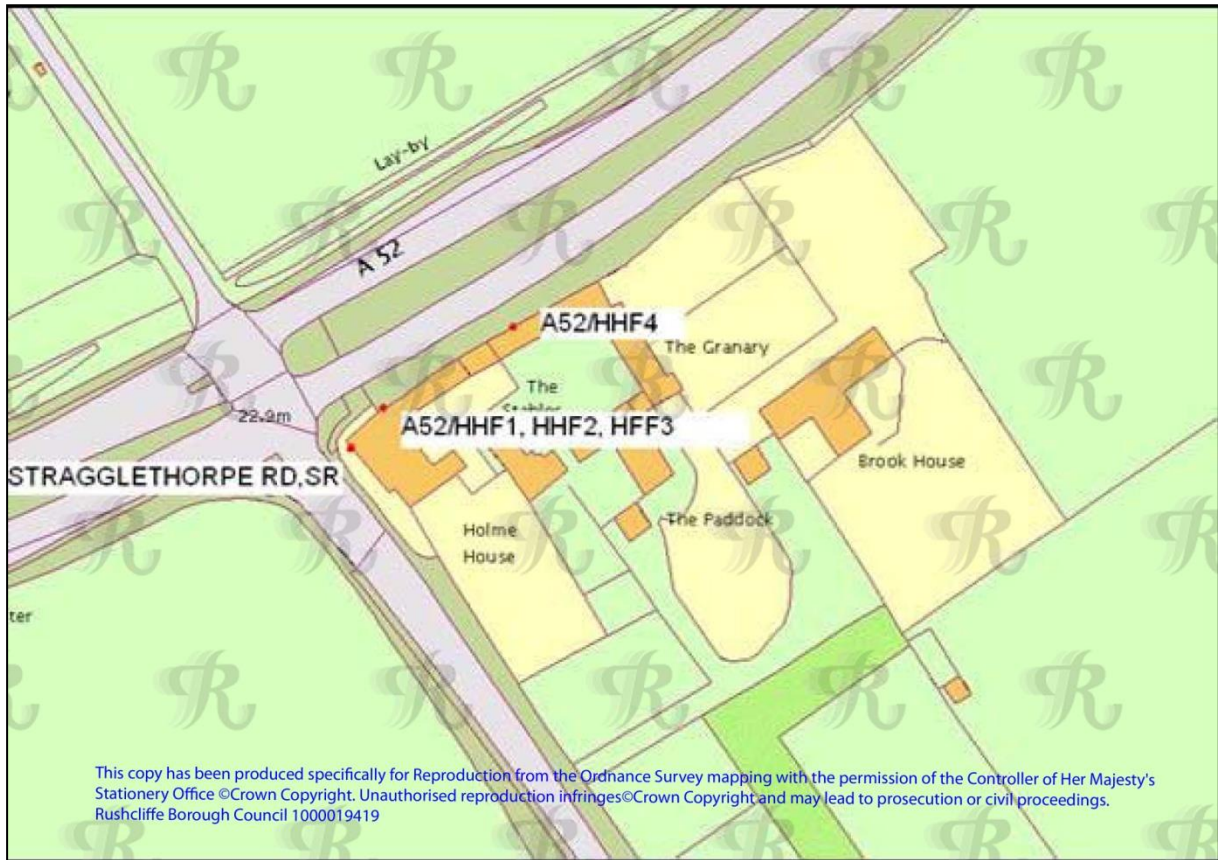 Lay-by
A 52
A52/HHF4
The Granary
The
22.9m
A52/HHF1, HHF2, HFF3
STRAGGLETHORPE RD,SR
Brook House
The Paddock
Holme
House
ter
This copy has been produced specifically for Reproduction from the Ordnance Survey mapping with the permission of the Controller of Her Majesty's
Stationery Office ©Crown Copyright. Unauthorised reproduction infringes©Crown Copyright and may lead to prosecution or civil proceedings.
Rushcliffe Borough Council 1000019419